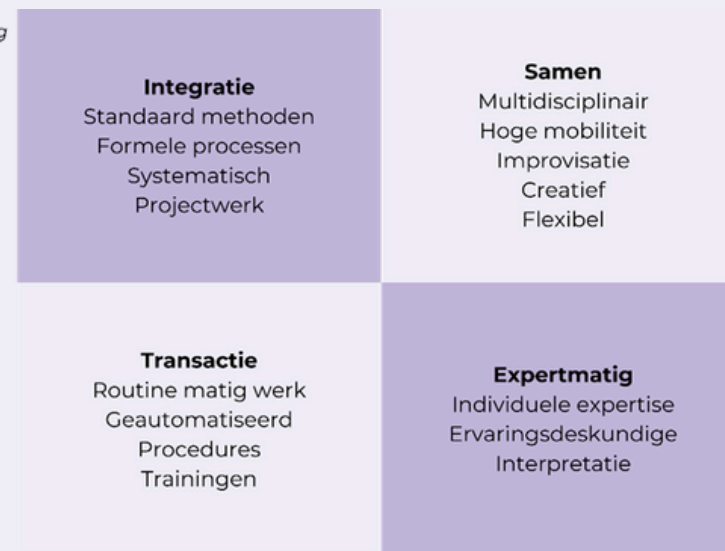 Integratie
Standaard methoden
Formele processen
Systematisch
Projectwerk
Samen
Multidisciplinair
Hoge mobiliteit
Improvisatie
Creatief
Flexibel
Transactie
Routine matig werk
Geautomatiseerd
Procedures
Trainingen
Expertmatig
Individuele expertise
Ervaringsdeskundige
Interpretatie